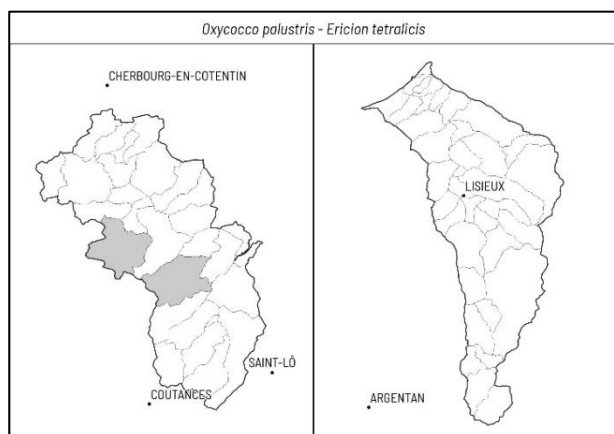 Oxycocco palustris - Ericion tetralicis
CHERBOURG-EN-COTENTIN
LISIEUX
SAINT-LÔ
COUTANCES
ARGENTAN